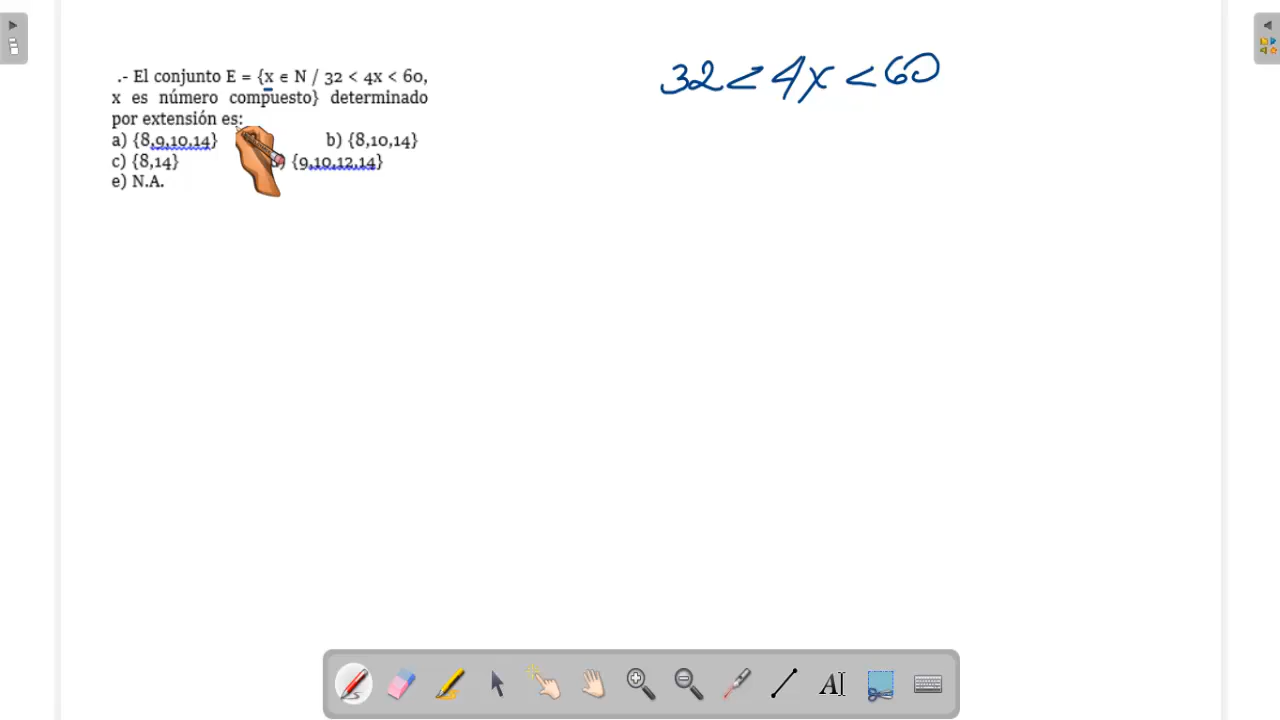 .- El conjunto E = {x ∈ N / 32 < 4x < 60,
x es número compuesto} determinado
por extensión es:
a) {8,9,10,14} b) {8,10,14}
c) {8,14} ) {9,10,12,14}
e) N.A.
32 < 4x < 60